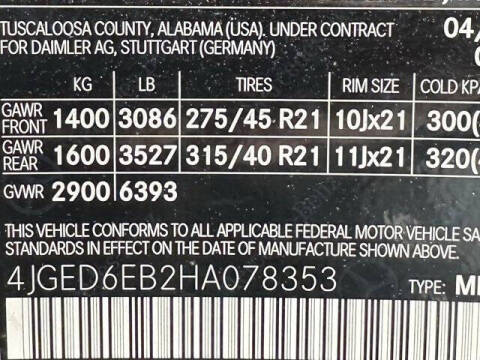 TUSCALOOSA COUNTY, ALABAMA (USA). UNDER CONTRACT 04/
FOR DAIMLER AG, STUTTGART (GERMANY)
KG LB TIRES RIM SIZE COLD KPA
GAWR FRONT 1400 3086 275/45 R21 10Jx21 300(
GAWR REAR 1600 3527 315/40 R21 11Jx21 320(
GVWR 2900 6393
THIS VEHICLE CONFORMS TO ALL APPLICABLE FEDERAL MOTOR VEHICLE SA
STANDARDS IN EFFECT ON THE DATE OF MANUFACTURE SHOWN ABOVE.
4JGED6EB2HA078353 TYPE: